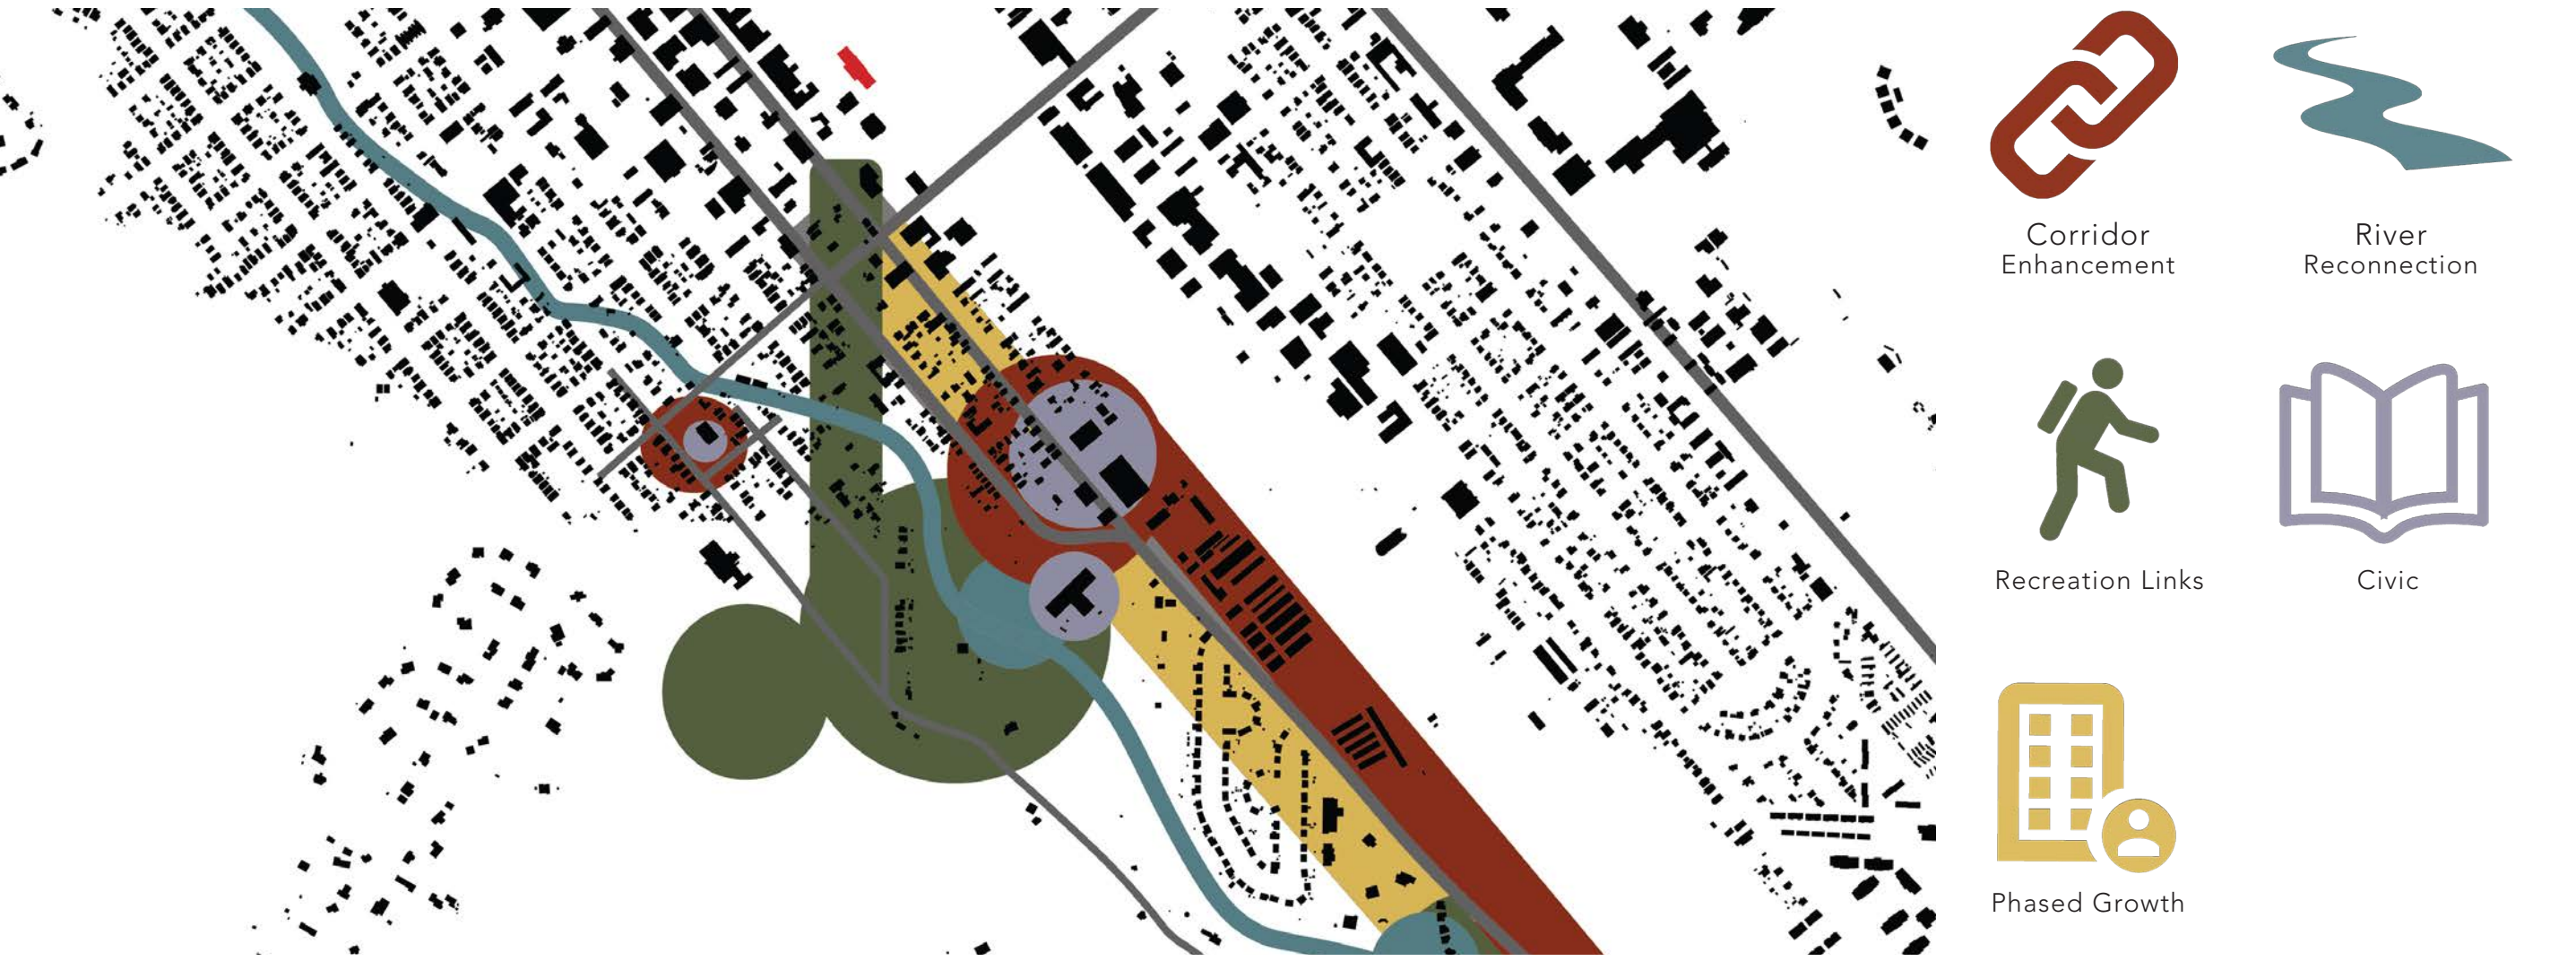 Corridor
Enhancement
River
Reconnection
Recreation Links
Civic
Phased Growth